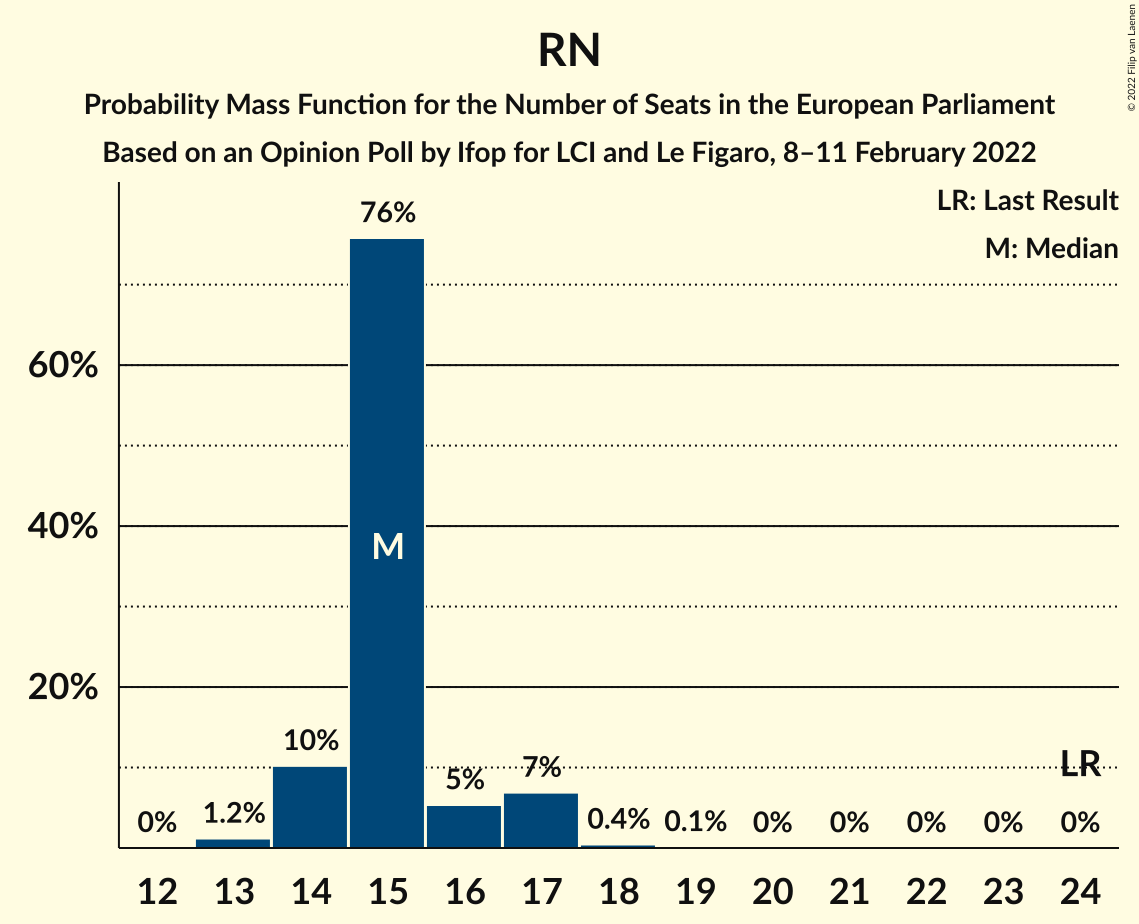 RN
Probability Mass Function for the Number of Seats in the European Parliament
Based on an Opinion Poll by Ifop for LCI and Le Figaro, 8–11 February 2022
© 2022 Filip van Laenen
LR: Last Result
M: Median
76%
60%
40%
M
20%
10%
5%
7%
LR
0%
1.2%
0.4%
0.1%
0%
0%
0%
0%
0%
12 13 14 15 16 17 18 19 20 21 22 23 24